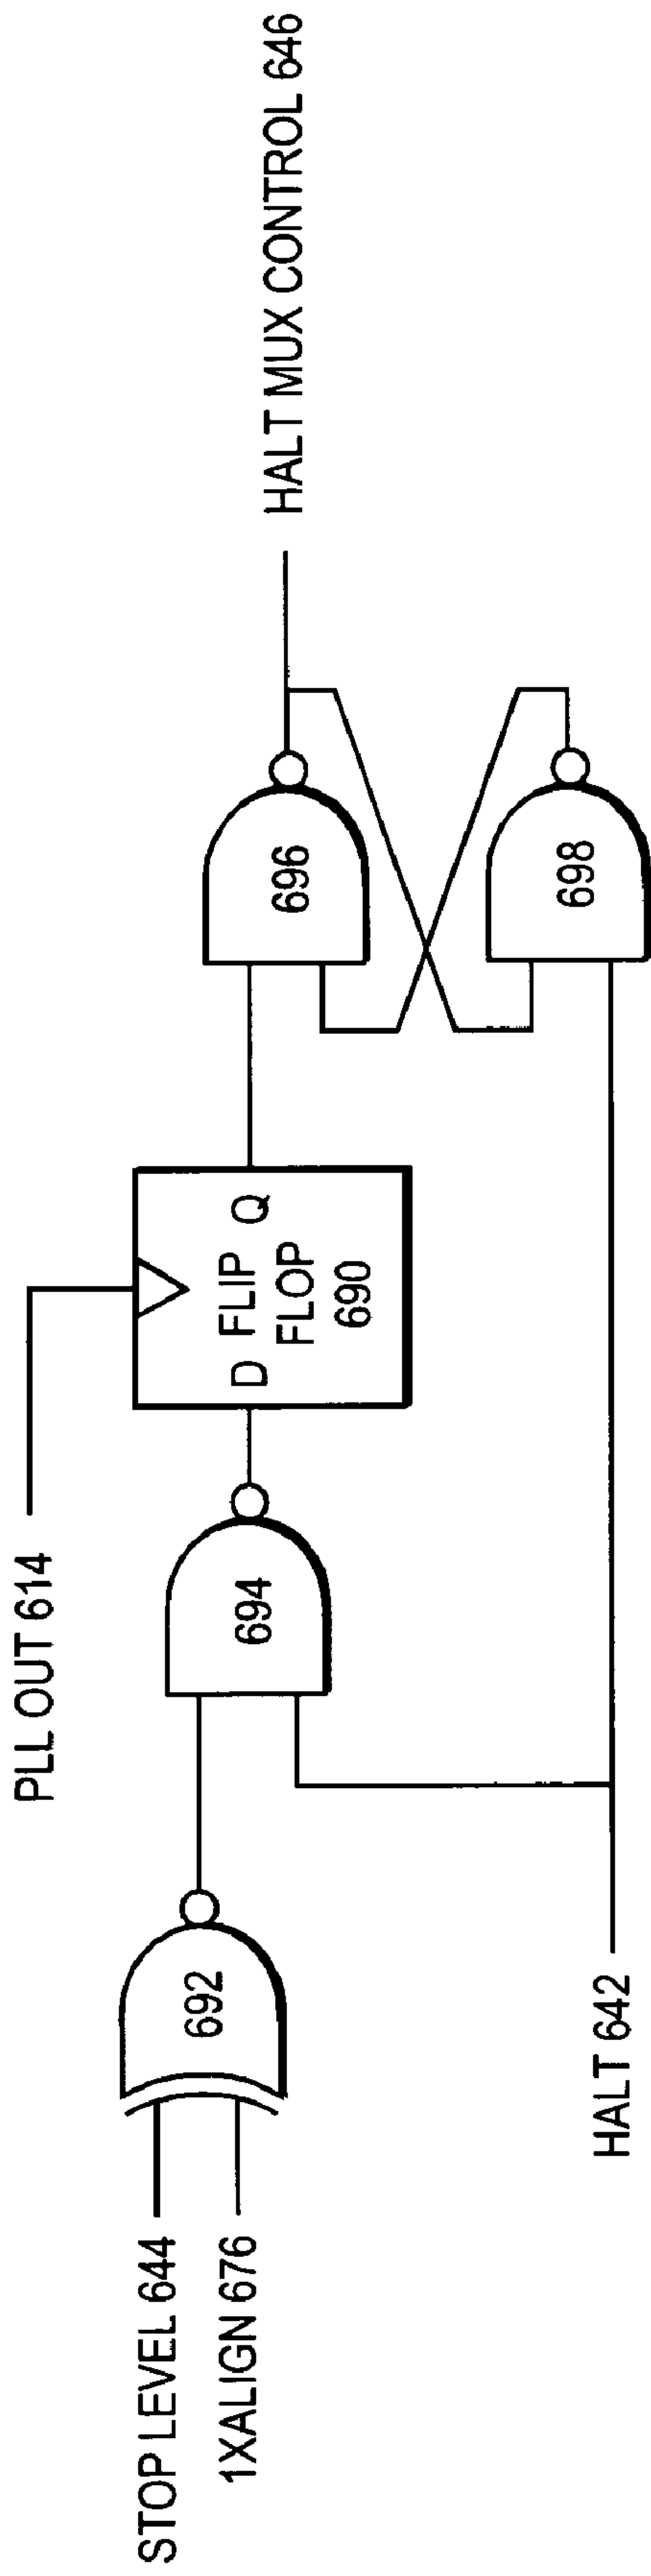 STOP LEVEL 644
1XALIGN 676
HALT 642
692
694
PLL OUT 614
D FLIP Q
FLOP
690
696
698
HALT MUX CONTROL 646